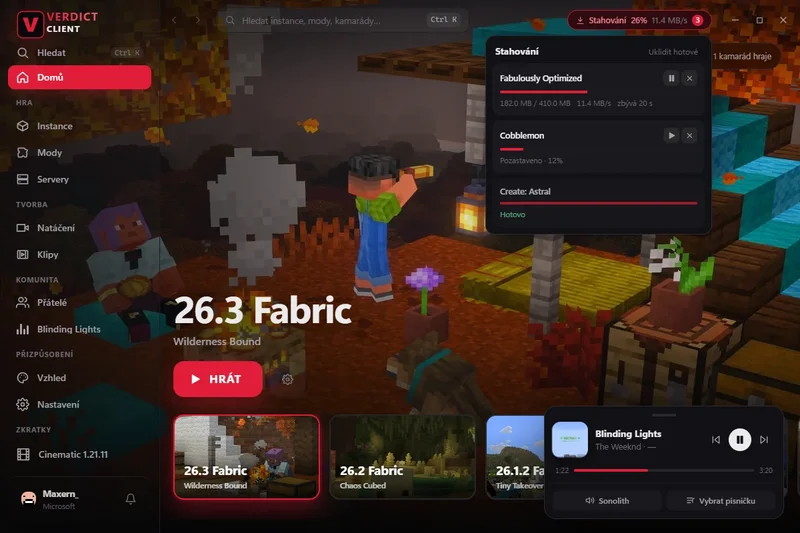 VERDICT
CLIENT
Hledat Ctrl K
Domů
HRA
Instance
Mody
Servery
TVORBA
Natáčení
Klipy
KOMUNITA
Přátelé
Blinding Lights
PŘIZPŮSOBENÍ
Vzhled
Nastavení
ZKRATKY
Cinematic 1.21.11
Maxern_
Microsoft
Hledat instance, mody, kamarády... Ctrl K
Stahování 26% 11.4 MB/s 3
1 kamarád hraje
Stahování Uklidit hotové
Fabulously Optimized
182.0 MB / 410.0 MB · 11.4 MB/s · zbývá 20 s
Cobblemon
Pozastaveno · 12%
Create: Astral
Hotovo
26.3 Fabric
Wilderness Bound
HRÁT
26.3 Fabric
Wilderness Bound
26.2 Fabric
Chaos Cubed
26.1.2 Fa
Tiny Takeover
Blinding Lights
The Weeknd · —
1:22 3:20
Sonolith
Vybrat písničku